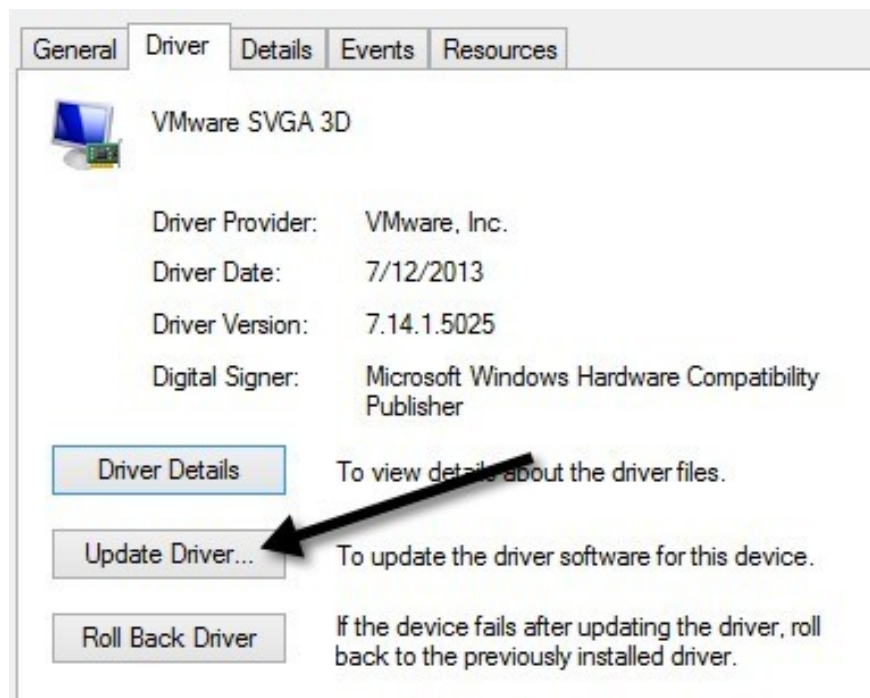 General Driver Details Events Resources
VMware SVGA 3D
Driver Provider: VMware, Inc.
Driver Date: 7/12/2013
Driver Version: 7.14.1.5025
Digital Signer: Microsoft Windows Hardware Compatibility
Publisher
Driver Details To view details about the driver files.
Update Driver... To update the driver software for this device.
If the device fails after updating the driver, roll
Roll Back Driver back to the previously installed driver.